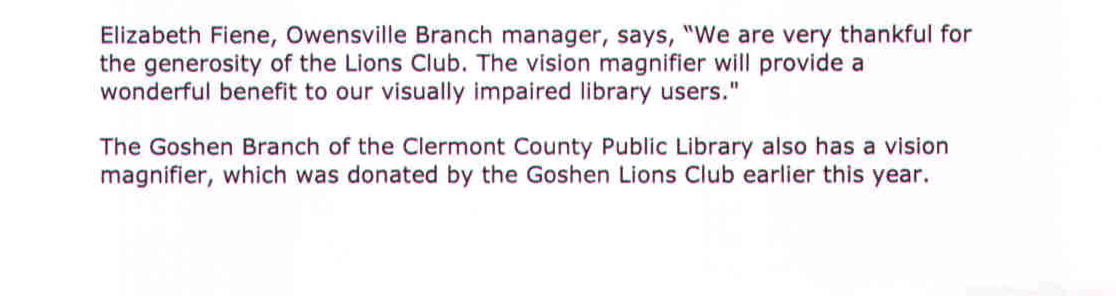 Elizabeth Fiene, Owensville Branch manager, says, “We are very thankful for
the generosity of the Lions Club. The vision magnifier will provide a
wonderful benefit to our visually impaired library users."
The Goshen Branch of the Clermont County Public Library also has a vision
magnifier, which was donated by the Goshen Lions Club earlier this year.